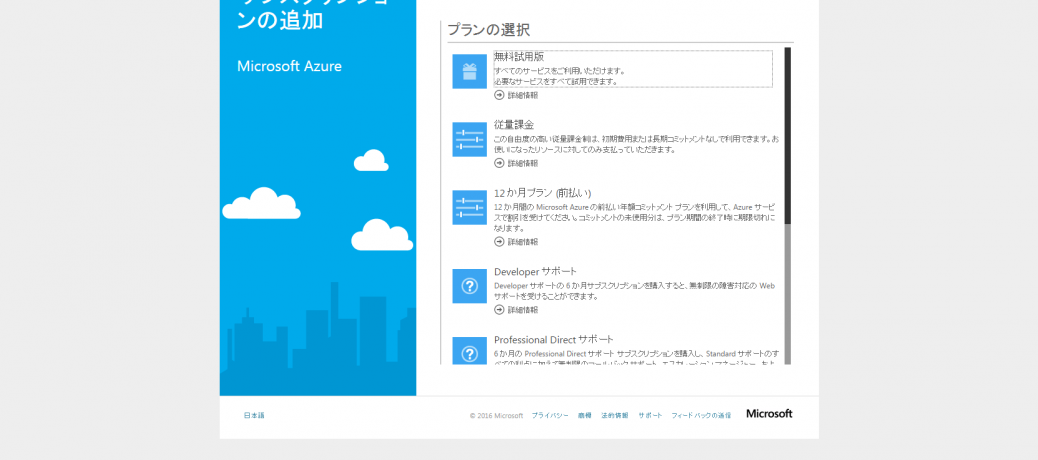 ンの追加
Microsoft Azure
プランの選択
無料試用版
すべてのサービスをご利用いただけます。
必要なサービスをすべて試用できます。
詳細情報
従量課金
この自由度の高い従量課金制は、初期費用または長期コミットメントなしで利用できます。お
使いになったリソースに対してのみ支払っていただきます。
詳細情報
12 か月プラン (前払い)
12 か月間の Microsoft Azure の前払い年額コミットメント プランを利用して、Azure サービ
スで割引を受けてください。コミットメントの未使用分は、プラン期間の終了時に期限切れに
なります。
詳細情報
Developer サポート
Developer サポートの 6 か月サブスクリプションを購入すると、無制限の障害対応の Web
サポートを受けることができます。
詳細情報
Professional Direct サポート
6 か月の Professional Direct サポート サブスクリプションを購入し、Standard サポートのす
日本語
© 2016 Microsoft プライバシー 商標 法的情報 サポート フィードバックの送信 Microsoft